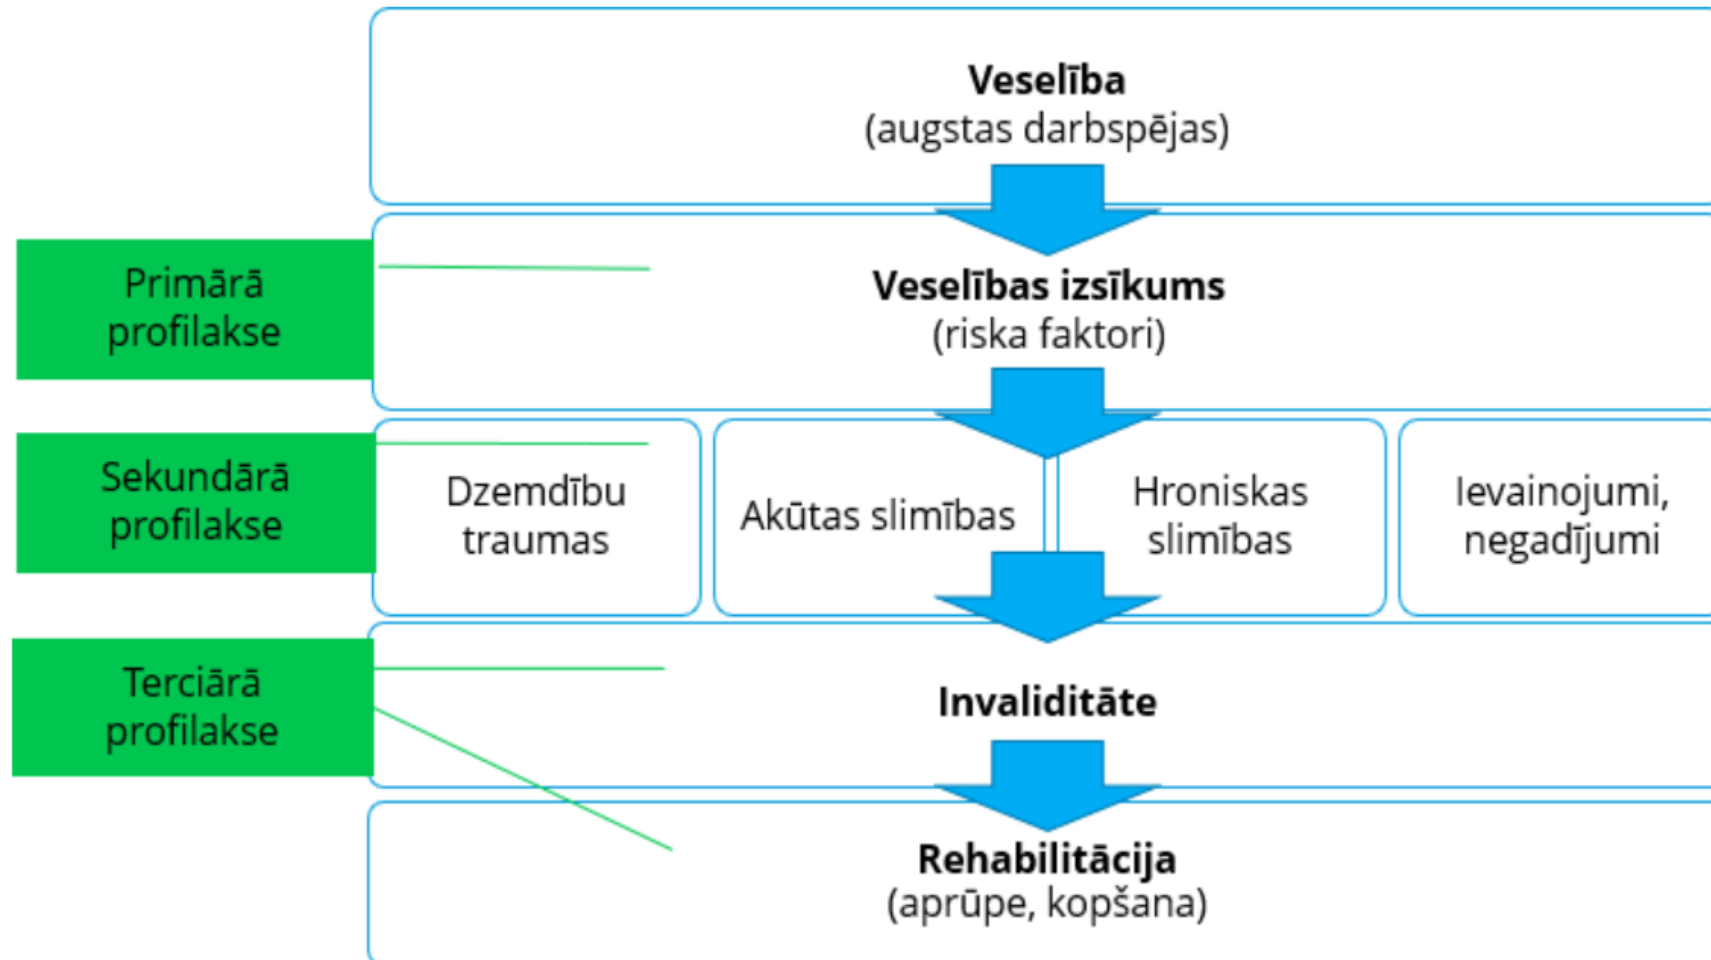 Veselība
(augstas darbspējas)
Primārā
profilakse
Veselības izsīkums
(riska faktori)
Sekundārā
profilakse
Dzemdību
traumas
Akūtas slimības
Hroniskas
slimības
Ievainojumi,
negadījumi
Terciārā
profilakse
Invaliditāte
Rehabilitācija
(aprūpe, kopšana)